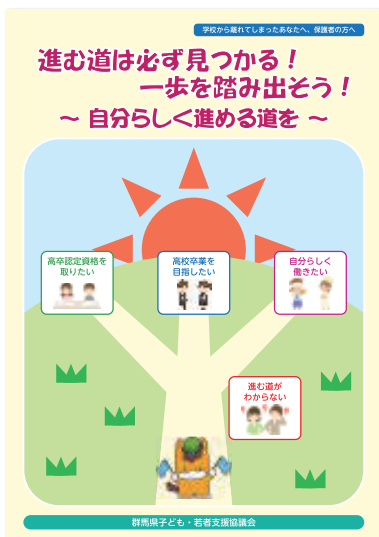 学校から離れてしまったあなたへ、保護者の方へ
進む道は必ず見つかる！
一歩を踏み出そう！
～ 自分らしく進める道を ～
高卒認定資格を
取りたい
高校卒業を
目指したい
自分らしく
働きたい
進む道が
わからない
群馬県子ども・若者支援協議会